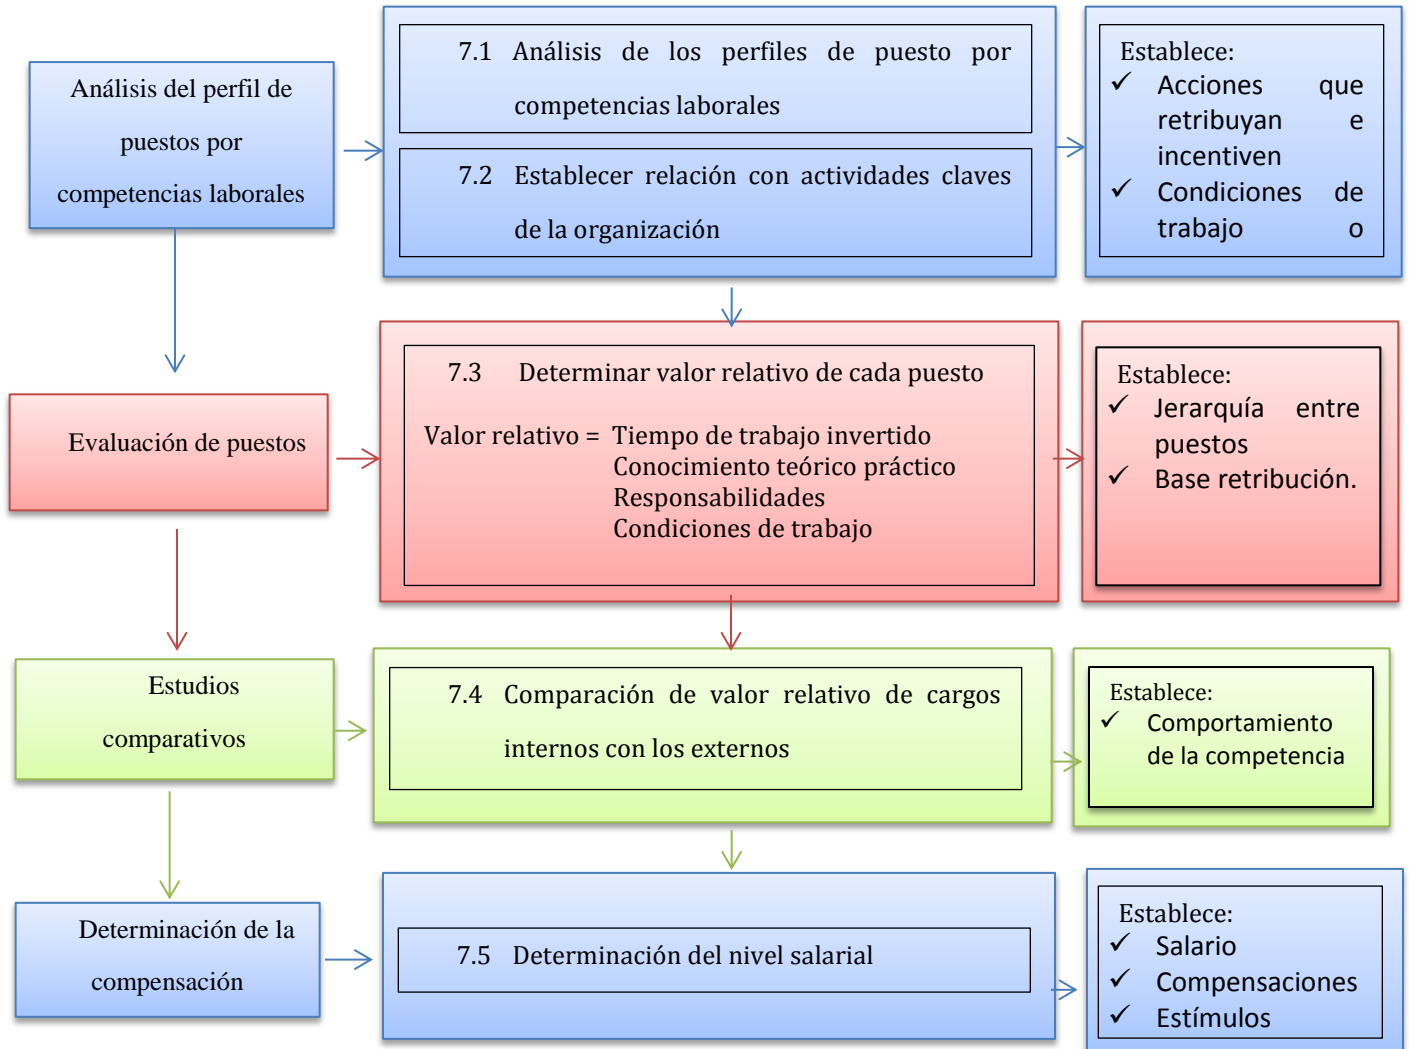 Análisis del perfil de
puestos por
competencias laborales
7.1 Análisis de los perfiles de puesto por
competencias laborales
7.2 Establecer relación con actividades claves
de la organización
Establece:
✓ Acciones que
retribuyan e
incentiven
✓ Condiciones de
trabajo o
Evaluación de puestos
7.3 Determinar valor relativo de cada puesto
Valor relativo = Tiempo de trabajo invertido
Conocimiento teórico práctico
Responsabilidades
Condiciones de trabajo
Establece:
✓ Jerarquía entre
puestos
✓ Base retribución.
Estudios
comparativos
7.4 Comparación de valor relativo de cargos
internos con los externos
Establece:
✓ Comportamiento
de la competencia
Determinación de la
compensación
7.5 Determinación del nivel salarial
Establece:
✓ Salario
✓ Compensaciones
✓ Estímulos